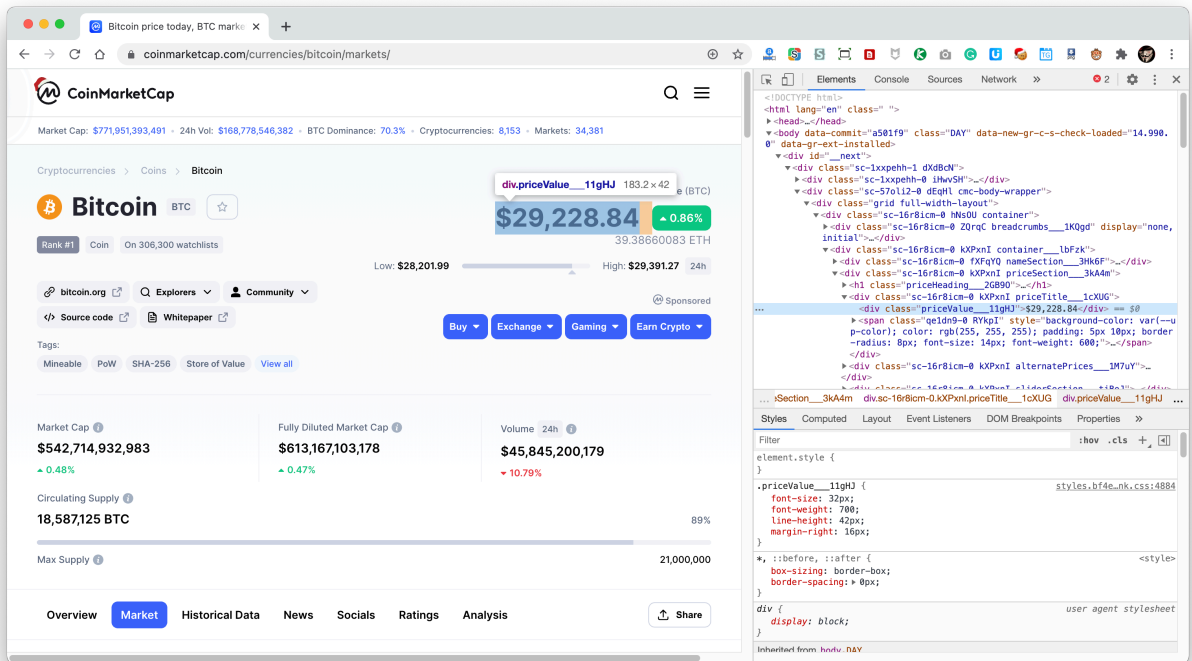 Bitcoin price today, BTC marke
coinmarketcap.com/currencies/bitcoin/markets/
CoinMarketCap
Market Cap: $771,951,393,491 • 24h Vol: $168,778,546,382 • BTC Dominance: 70.3% • Cryptocurrencies: 8,153 • Markets: 34,381
Cryptocurrencies > Coins > Bitcoin
div.priceValue___11gHJ 183.2 × 42
e (BTC)
Bitcoin BTC
$29,228.84 0.86%
39.38660083 ETH
Rank #1 Coin On 306,300 watchlists
Low: $28,201.99 High: $29,391.27 24h
bitcoin.org Explorers Community
Source code Whitepaper
Sponsored
Buy Exchange Gaming Earn Crypto
Tags:
Mineable PoW SHA-256 Store of Value View all
Market Cap
$542,714,932,983
0.48%
Fully Diluted Market Cap
$613,167,103,178
0.47%
Volume 24h
$45,845,200,179
10.79%
Circulating Supply
18,587,125 BTC 89%
Max Supply 21,000,000
Overview Market Historical Data News Socials Ratings Analysis Share
Elements Console Sources Network » 2
<!DOCTYPE html>
<html lang="en" class=" ">
<head>…</head>
<body data-commit="a501f9" class="DAY" data-new-gr-c-s-check-loaded="14.990.
0" data-gr-ext-installed>
<div id="__next">
<div class="sc-1xxpehh-1 dXdBcN">
<div class="sc-1xxpehh-0 iHwvSH">…</div>
<div class="sc-57oli2-0 dEqHl cmc-body-wrapper">
<div class="grid full-width-layout">
<div class="sc-16r8icm-0 hNsOU container">
<div class="sc-16r8icm-0 ZQrqC breadcrumbs___1KQgd" display="none,
initial">…</div>
<div class="sc-16r8icm-0 kXPxnI container___lbFzk">
<div class="sc-16r8icm-0 fXFqYQ nameSection___3Hk6F">…</div>
<div class="sc-16r8icm-0 kXPxnI priceSection___3kA4m">
<h1 class="priceHeading___2GB9O">…</h1>
<div class="sc-16r8icm-0 kXPxnI priceTitle___1cXUG">
<div class="priceValue___11gHJ">$29,228.84</div> == $0
<span class="qe1dn9-0 RYkpI" style="background-color: var(--u
p-color); color: rgb(255, 255, 255); padding: 5px 10px; border
-radius: 8px; font-size: 14px; font-weight: 600;">…</span>
</div>
<div class="sc-16r8icm-0 kXPxnI alternatePrices___1M7uY">…
</div>
… ›Section___3kA4m div.sc-16r8icm-0.kXPxnI.priceTitle___1cXUG div.priceValue___11gHJ …
Styles Computed Layout Event Listeners DOM Breakpoints Properties »
Filter :hov .cls +
element.style {
}
.priceValue___11gHJ { styles.bf4e…nk.css:4884
font-size: 32px;
font-weight: 700;
line-height: 42px;
margin-right: 16px;
}
*, ::before, ::after { <style>
box-sizing: border-box;
border-spacing: 0px;
}
div { user agent stylesheet
display: block;
}
Inherited from body.DAY